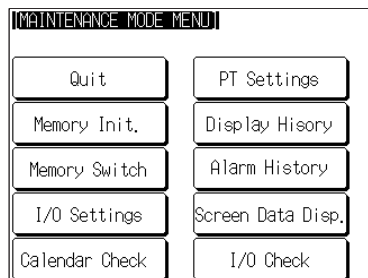 [MAINTENANCE MODE MENU]
Quit PT Settings
Memory Init. Display Hisory
Memory Switch Alarm History
I/O Settings Screen Data Disp.
Calendar Check I/O Check